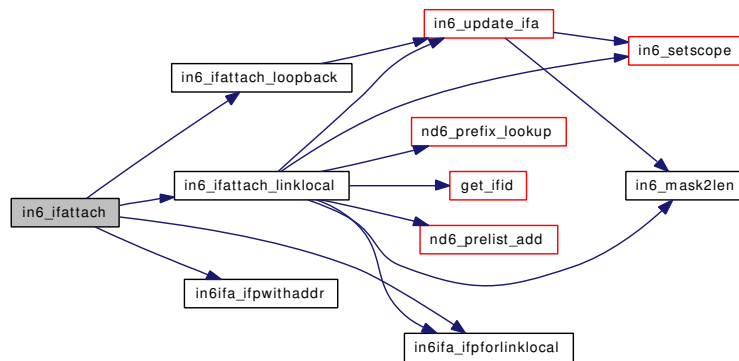 in6_update_ifa
in6_setscope
in6_ifattach_loopback
nd6_prefix_lookup
in6_ifattach_linklocal
get_ifid
in6_mask2len
in6_ifattach
nd6_prelist_add
in6ifa_ifpwithaddr
in6ifa_ifpforlinklocal